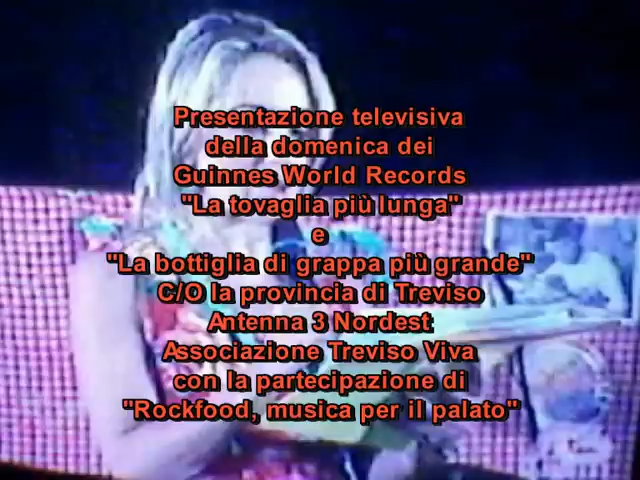 Presentazione televisiva
della domenica dei
Guinnes World Records
"La tovaglia più lunga"
e
"La bottiglia di grappa più grande"
C/O la provincia di Treviso
Antenna 3 Nordest
Associazione Treviso Viva
con la partecipazione di
"Rockfood, musica per il palato"